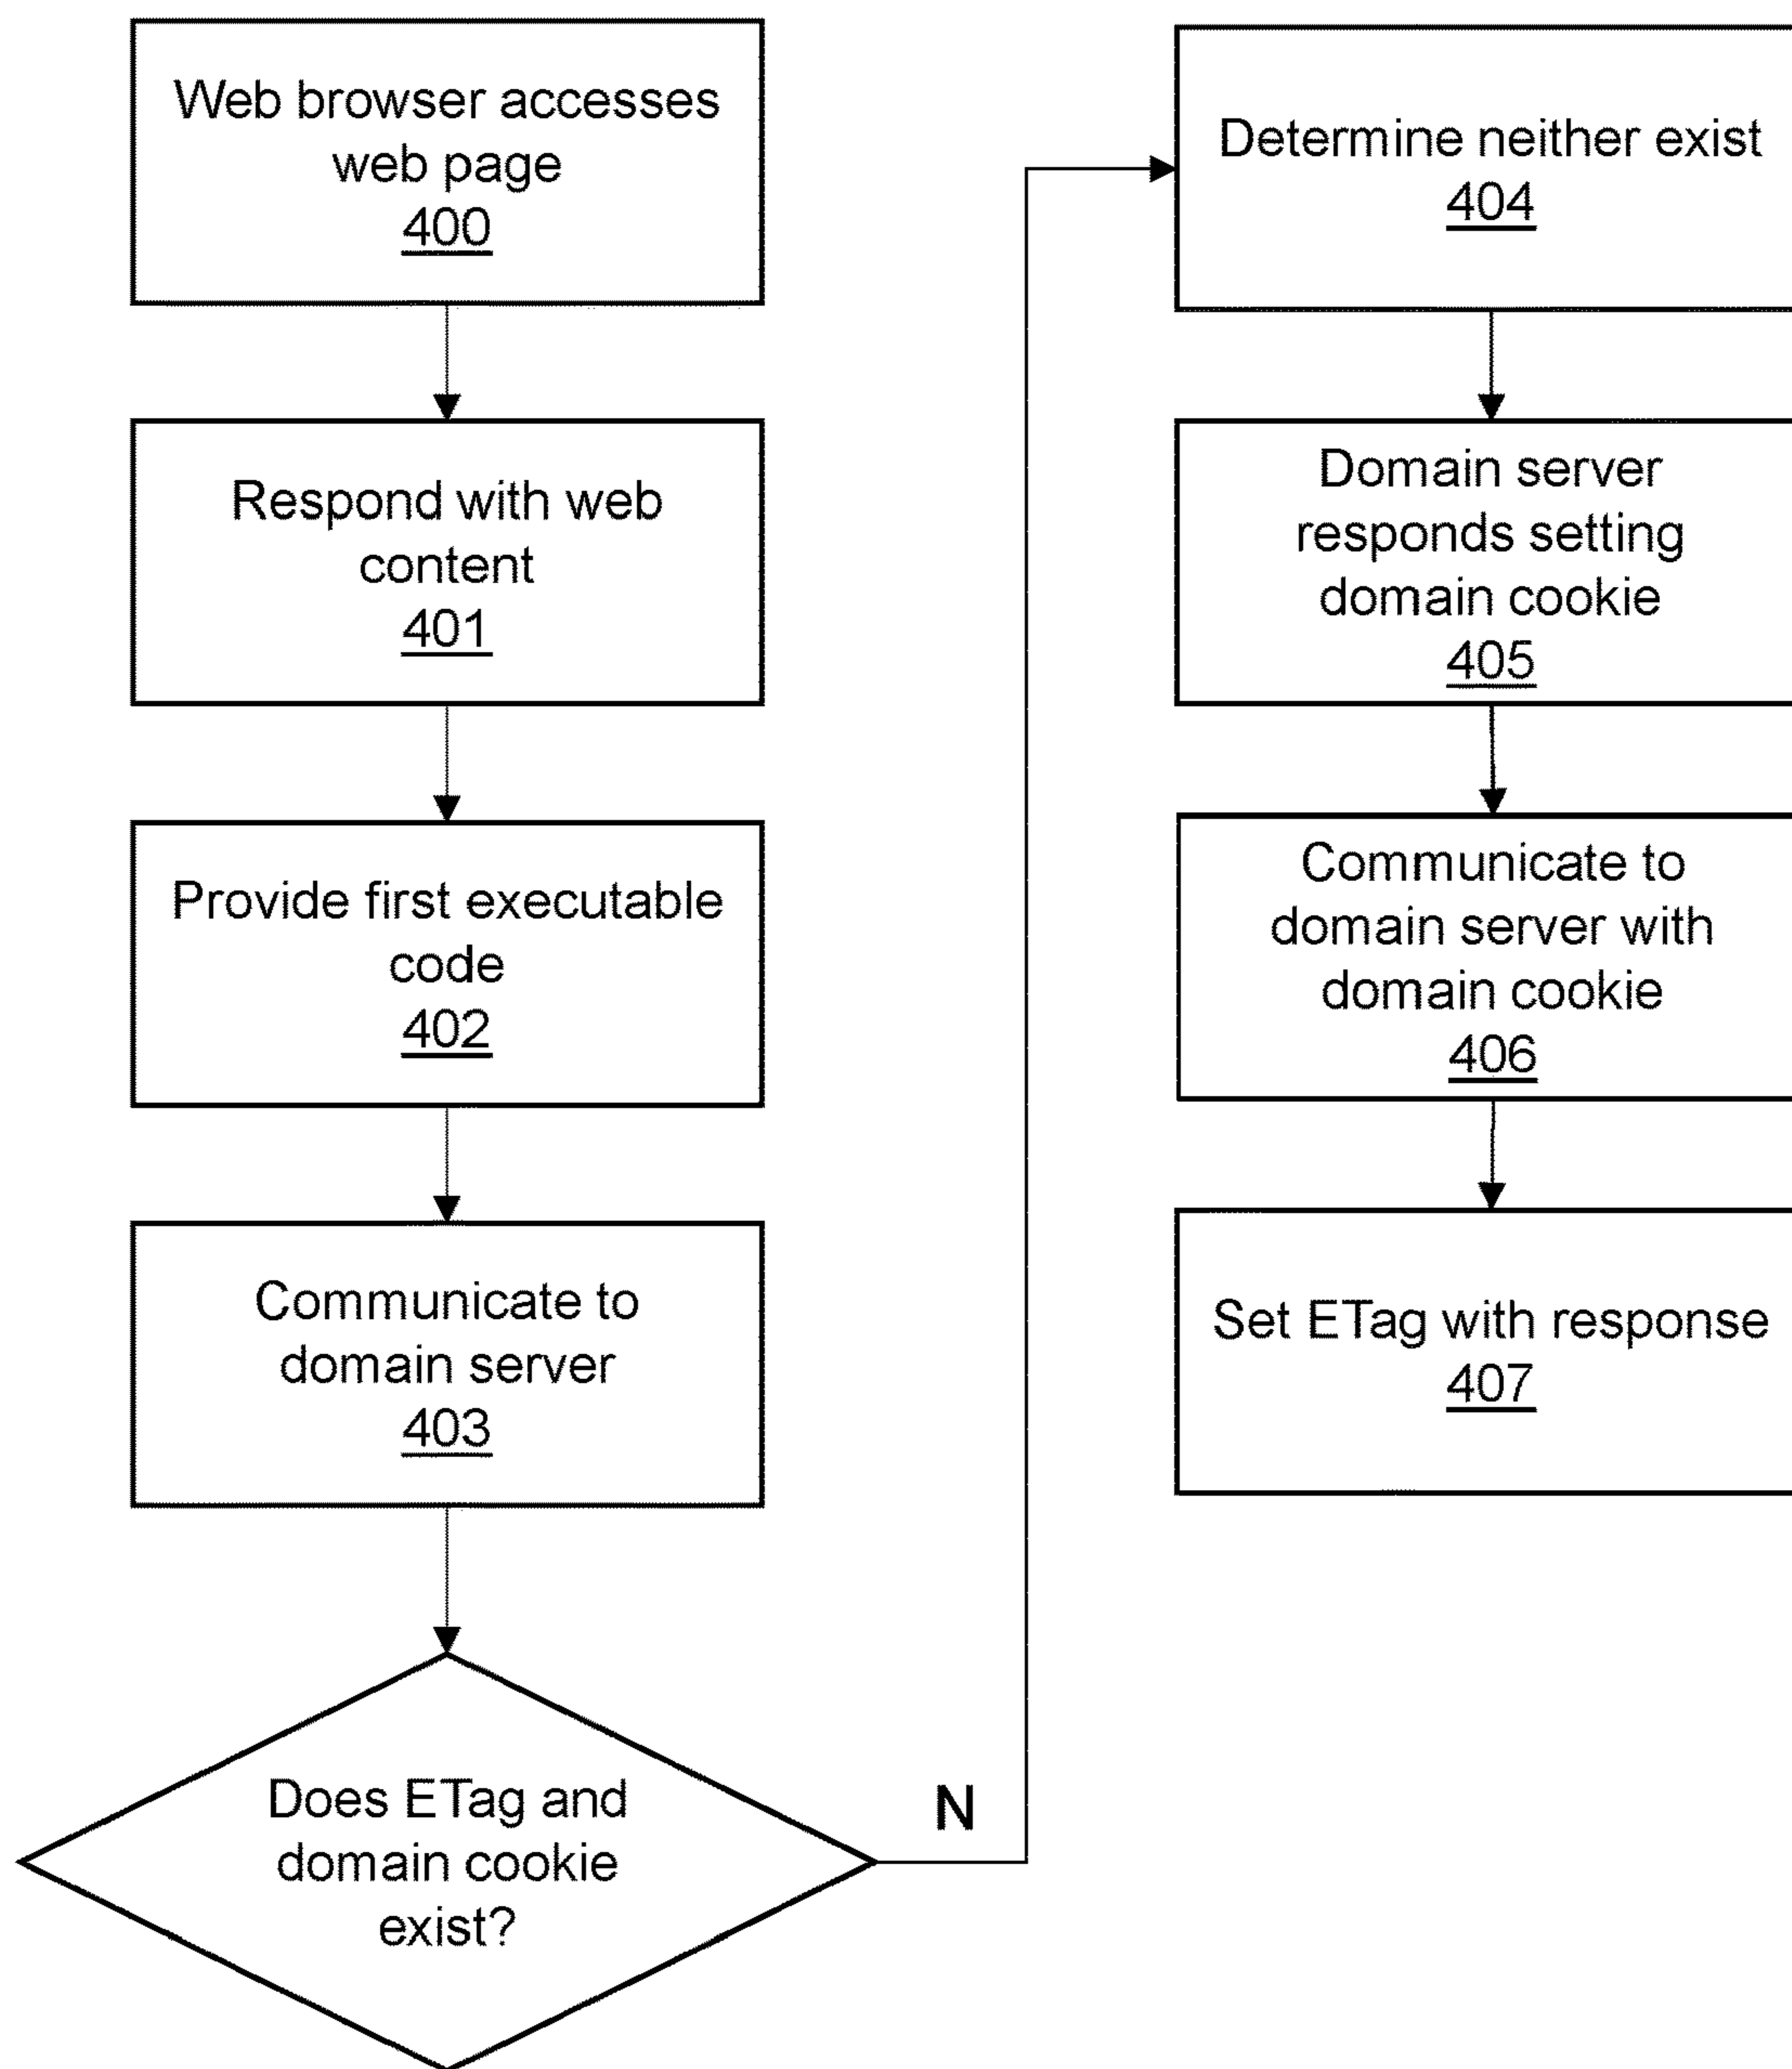 Web browser accesses
web page
400
Respond with web
content
401
Provide first executable
code
402
Communicate to
domain server
403
Does ETag and
domain cookie
exist?
N
Determine neither exist
404
Domain server
responds setting
domain cookie
405
Communicate to
domain server with
domain cookie
406
Set ETag with response
407